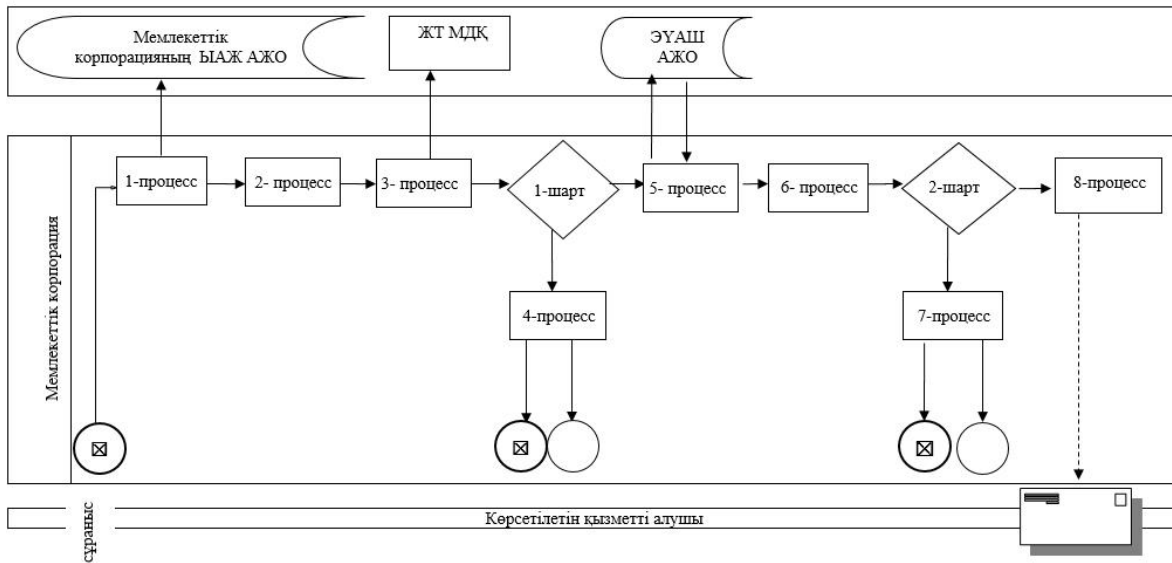 Мемлекеттік
корпорацияның ЫАЖ АЖО
ЖТ МДҚ
ЭҮАШ
АЖО
Мемлекеттік корпорация
1-процесс
2- процесс
3- процесс
1-шарт
5- процесс
6- процесс
2-шарт
8-процесс
4-процесс
7-процесс
сұраныс
Көрсетілетін қызметті алушы